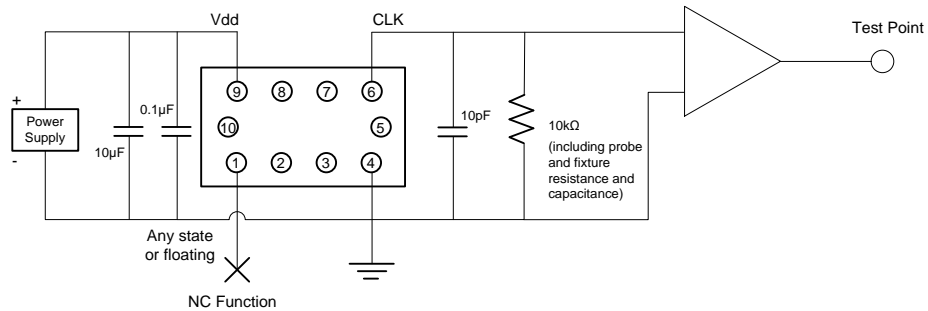 Vdd
CLK
Test Point
+
Power
Supply
-
10µF
0.1µF
9
8
7
6
10
5
1
2
3
4
10pF
10kΩ
(including probe
and fixture
resistance and
capacitance)
Any state
or floating
NC Function